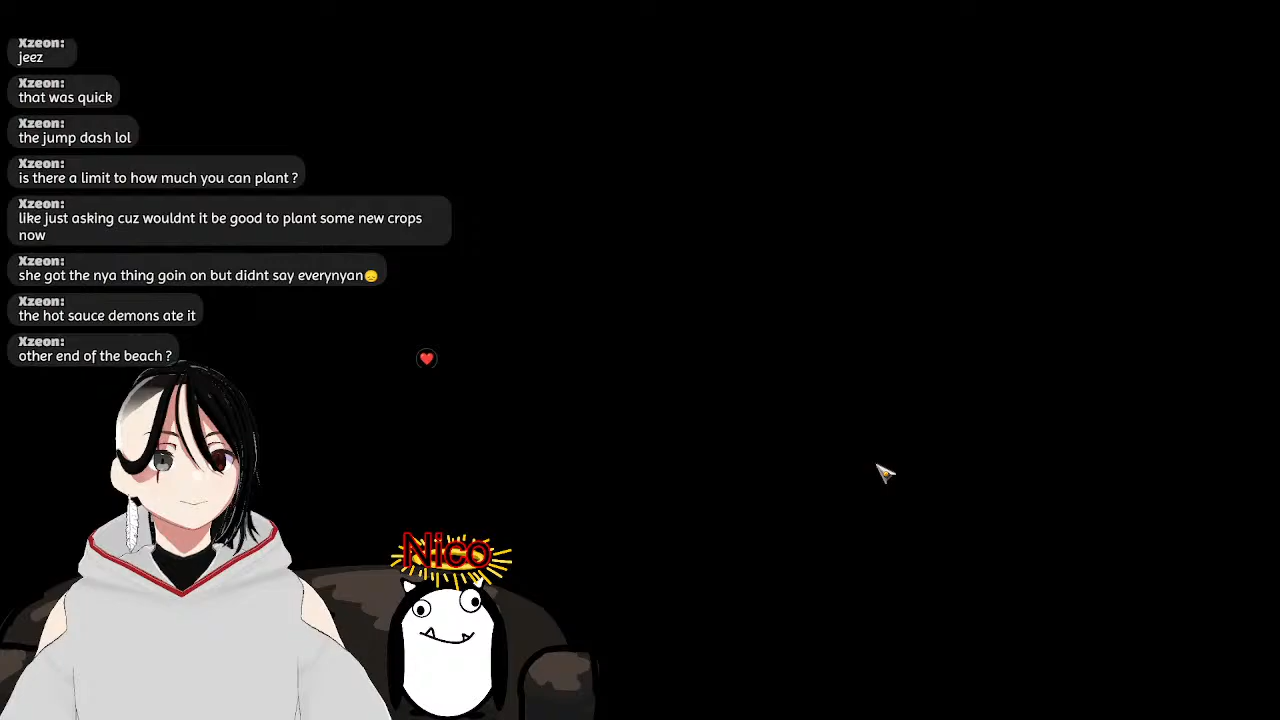 Xzeon:
jeez
Xzeon:
that was quick
Xzeon:
the jump dash lol
Xzeon:
is there a limit to how much you can plant ?
Xzeon:
like just asking cuz wouldnt it be good to plant some new crops
now
Xzeon:
she got the nya thing goin on but didnt say everynyan😞
Xzeon:
the hot sauce demons ate it
Xzeon:
other end of the beach ?
Nico